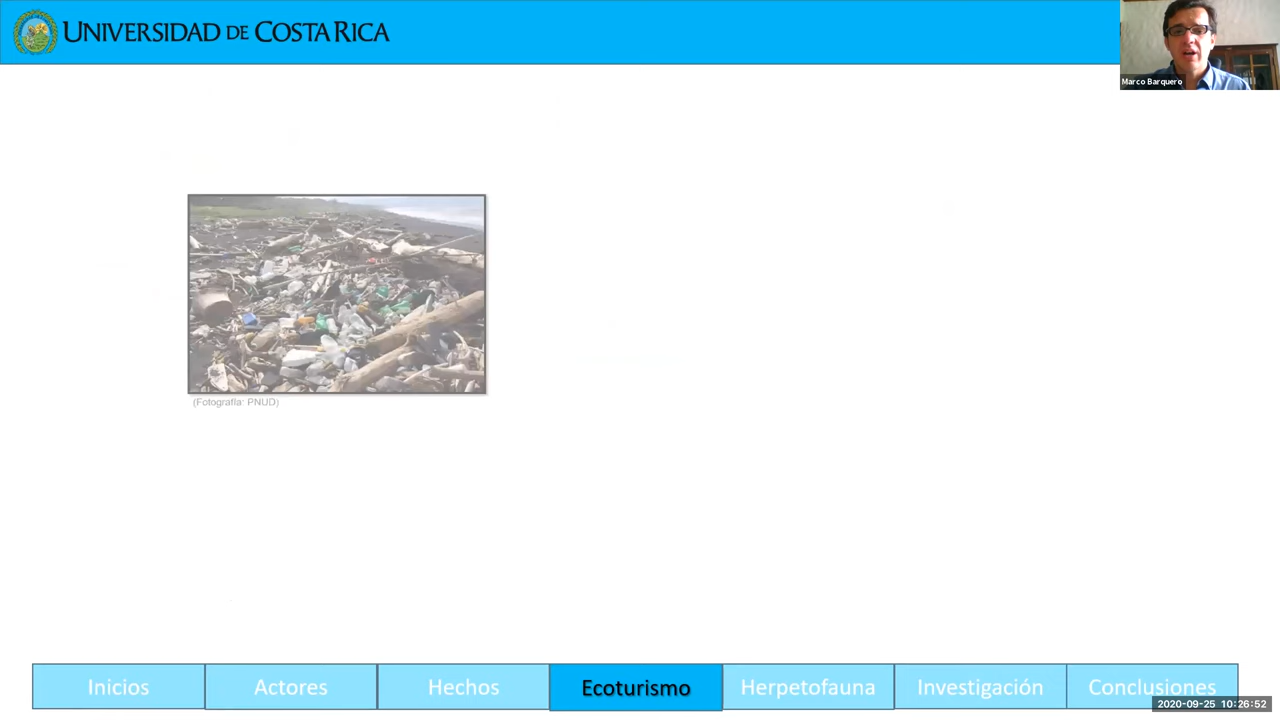 UNIVERSIDAD DE COSTA RICA
Marco Barquero
(Fotografía: PNUD)
Inicios
Actores
Hechos
Ecoturismo
Herpetofauna
Investigación
Conclusiones
2020-09-25 10:26:52